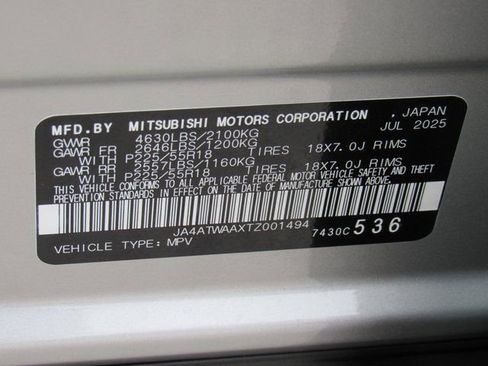 MFD.BY MITSUBISHI MOTORS CORPORATION , JAPAN
GVWR 4630LBS/2100KG JUL 2025
GAWR FR 2646LBS/1200KG
WITH P225/55R18 TIRES 18X7.0J RIMS
GAWR RR 2557LBS/1160KG
WITH P225/55R18 TIRES 18X7.0J RIMS
THIS VEHICLE CONFORMS TO ALL APPLICABLE FEDERAL MOTOR VEHICLE SAFETY AND THEFT
PREVENTION STANDARDS IN EFFECT ON THE DATE OF MANUFACTURE SHOWN ABOVE.
JA4ATWAAXTZ001494 7430C 536
VEHICLE TYPE: MPV